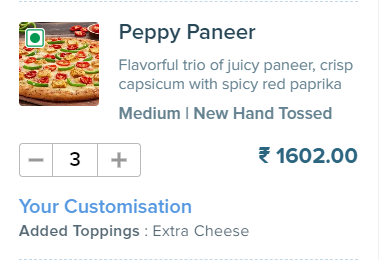 Peppy Paneer
Flavorful trio of juicy paneer, crisp
capsicum with spicy red paprika
Medium | New Hand Tossed
3
₹ 1602.00
Your Customisation
Added Toppings : Extra Cheese